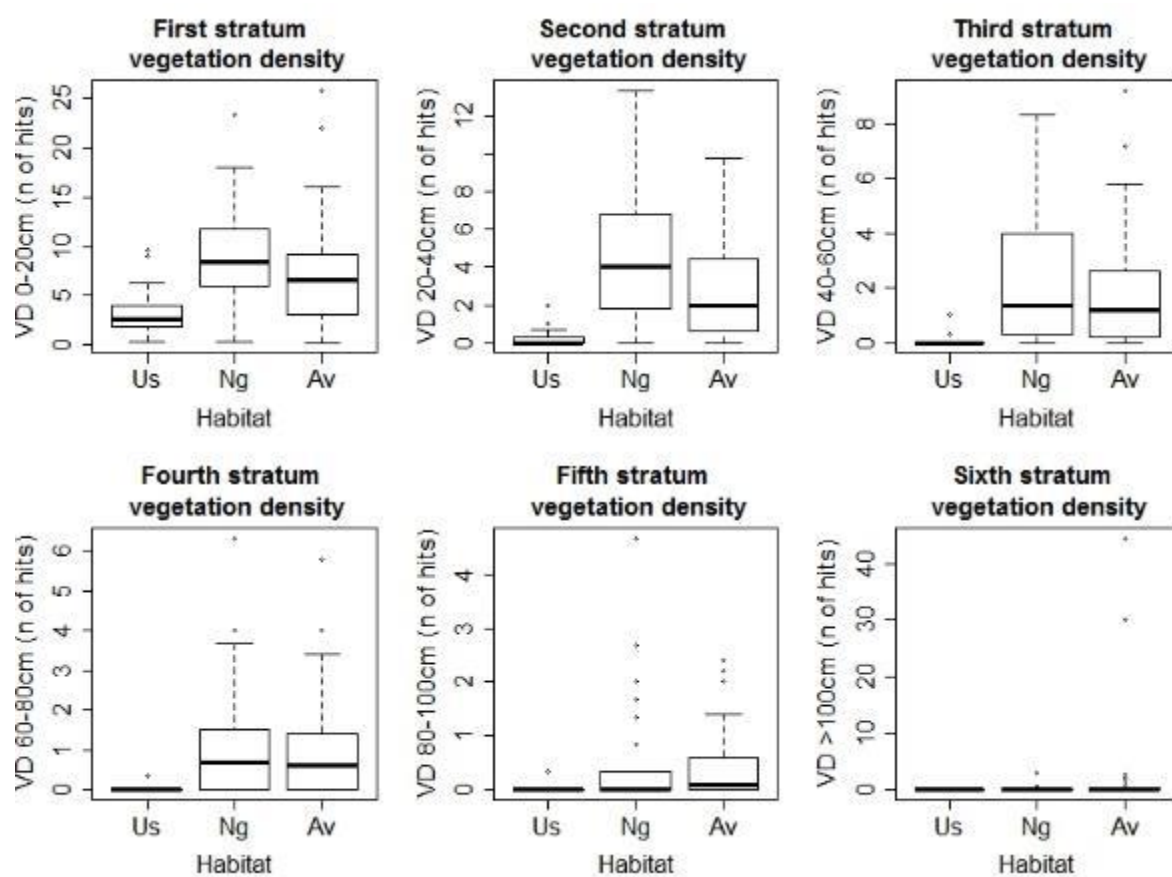 First stratum
vegetation density
VD 0-20cm (n of hits)
25
20
15
10
5
0
Us Ng Av
Habitat
Second stratum
vegetation density
VD 20-40cm (n of hits)
12
8
6
4
2
0
Us Ng Av
Habitat
Third stratum
vegetation density
VD 40-60cm (n of hits)
8
6
4
2
0
Us Ng Av
Habitat
Fourth stratum
vegetation density
VD 60-80cm (n of hits)
6
5
4
3
2
1
0
Us Ng Av
Habitat
Fifth stratum
vegetation density
VD 80-100cm (n of hits)
4
3
2
1
0
Us Ng Av
Habitat
Sixth stratum
vegetation density
VD >100cm (n of hits)
40
30
20
10
0
Us Ng Av
Habitat